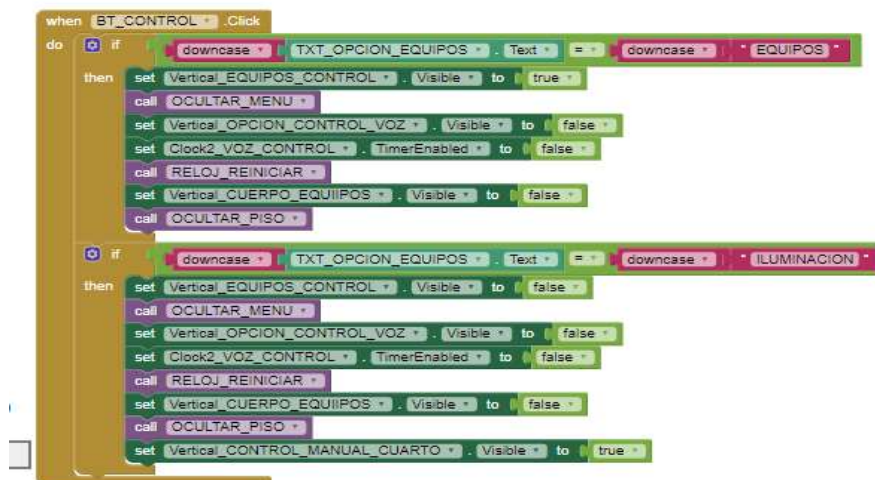 when BT_CONTROL .Click
do if downcase TXT_OPCION_EQUIPOS . Text = downcase " EQUIPOS "
then set Vertical_EQUIPOS_CONTROL . Visible to true
call OCULTAR_MENU
set Vertical_OPCION_CONTROL_VOZ . Visible to false
set Clock2_VOZ_CONTROL . TimerEnabled to false
call RELOJ_REINICIAR
set Vertical_CUERPO_EQUIIPOS . Visible to false
call OCULTAR_PISO
if downcase TXT_OPCION_EQUIPOS . Text = downcase " ILUMINACION "
then set Vertical_EQUIPOS_CONTROL . Visible to false
call OCULTAR_MENU
set Vertical_OPCION_CONTROL_VOZ . Visible to false
set Clock2_VOZ_CONTROL . TimerEnabled to false
call RELOJ_REINICIAR
set Vertical_CUERPO_EQUIIPOS . Visible to false
call OCULTAR_PISO
set Vertical_CONTROL_MANUAL_CUARTO . Visible to true